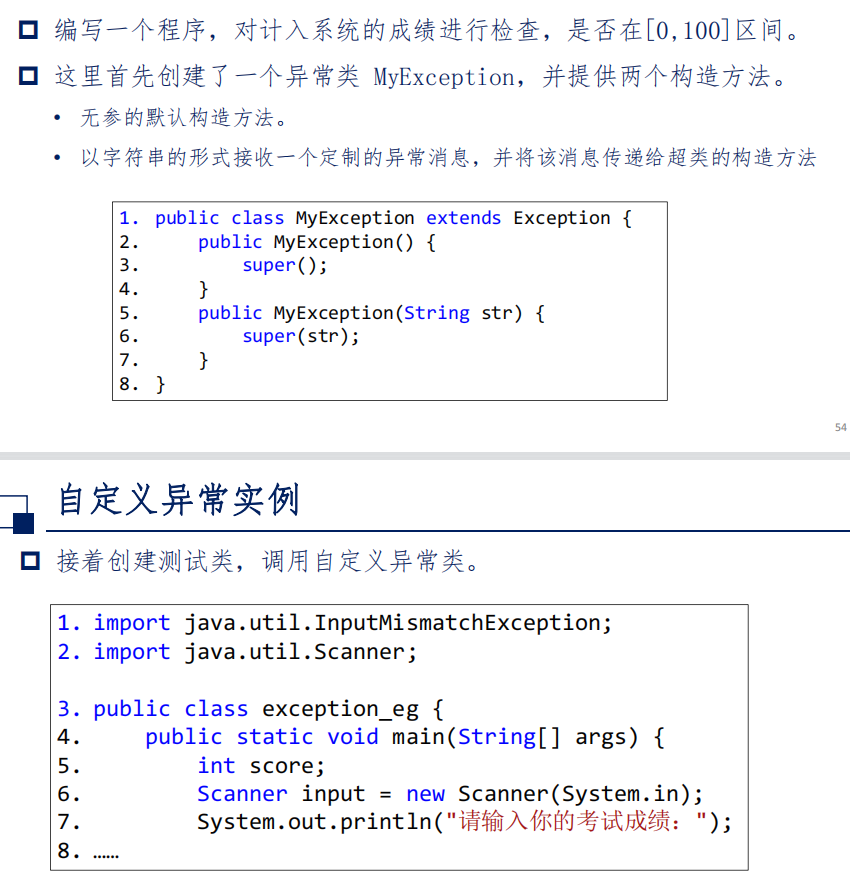 编写一个程序，对计入系统的成绩进行检查，是否在[0,100]区间。
这里首先创建了一个异常类 MyException，并提供两个构造方法。
• 无参的默认构造方法。
• 以字符串的形式接收一个定制的异常消息，并将该消息传递给超类的构造方法
1. public class MyException extends Exception {
2. public MyException() {
3. super();
4. }
5. public MyException(String str) {
6. super(str);
7. }
8. }
54
自定义异常实例
接着创建测试类，调用自定义异常类。
1. import java.util.InputMismatchException;
2. import java.util.Scanner;
3. public class exception_eg {
4. public static void main(String[] args) {
5. int score;
6. Scanner input = new Scanner(System.in);
7. System.out.println("请输入你的考试成绩：");
8. ……